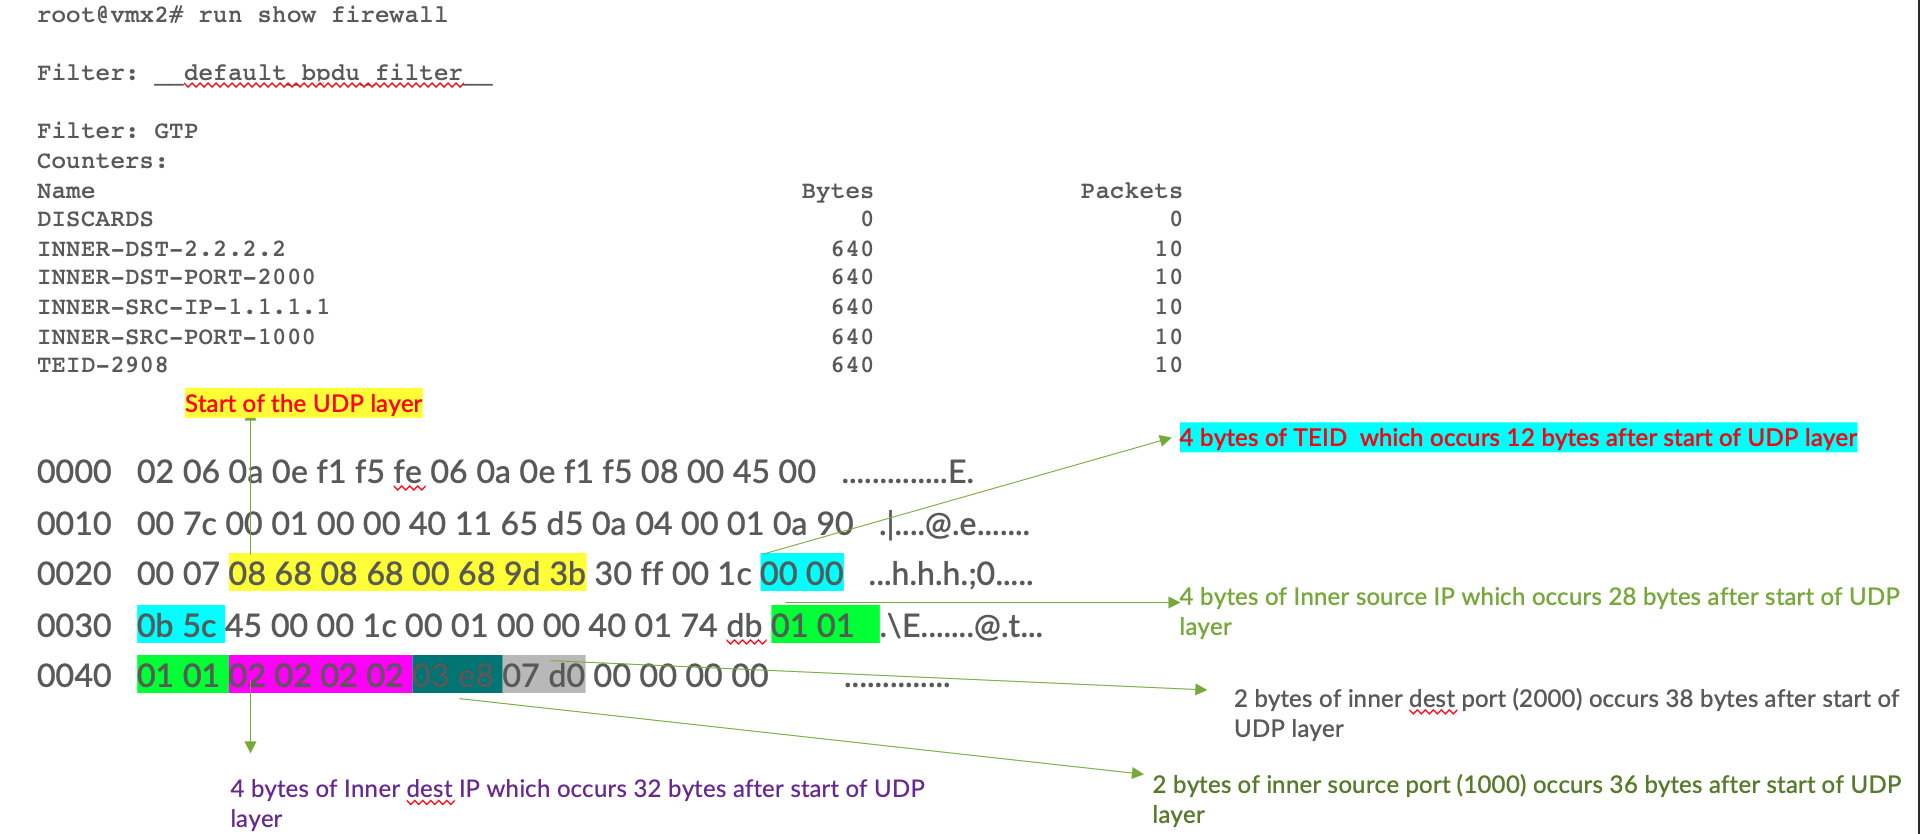 root@vmx2# run show firewall
Filter: __default_bpdu_filter__
Filter: GTP
Counters:
Name Bytes Packets
DISCARDS 0 0
INNER-DST-2.2.2.2 640 10
INNER-DST-PORT-2000 640 10
INNER-SRC-IP-1.1.1.1 640 10
INNER-SRC-PORT-1000 640 10
TEID-2908 640 10
Start of the UDP layer
4 bytes of TEID which occurs 12 bytes after start of UDP layer
0000 02 06 0a 0e f1 f5 fe 06 0a 0e f1 f5 08 00 45 00 ..............E.
0010 00 7c 00 01 00 00 40 11 65 d5 0a 04 00 01 0a 90 .|....@.e.......
0020 00 07 08 68 08 68 00 68 9d 3b 30 ff 00 1c 00 00 ...h.h.h.;0.....
4 bytes of Inner source IP which occurs 28 bytes after start of UDP
layer
0030 0b 5c 45 00 00 1c 00 01 00 00 40 01 74 db 01 01 .\E.......@.t...
0040 01 01 02 02 02 02 03 e8 07 d0 00 00 00 00 ..............
2 bytes of inner dest port (2000) occurs 38 bytes after start of
UDP layer
4 bytes of Inner dest IP which occurs 32 bytes after start of UDP
layer
2 bytes of inner source port (1000) occurs 36 bytes after start of UDP
layer